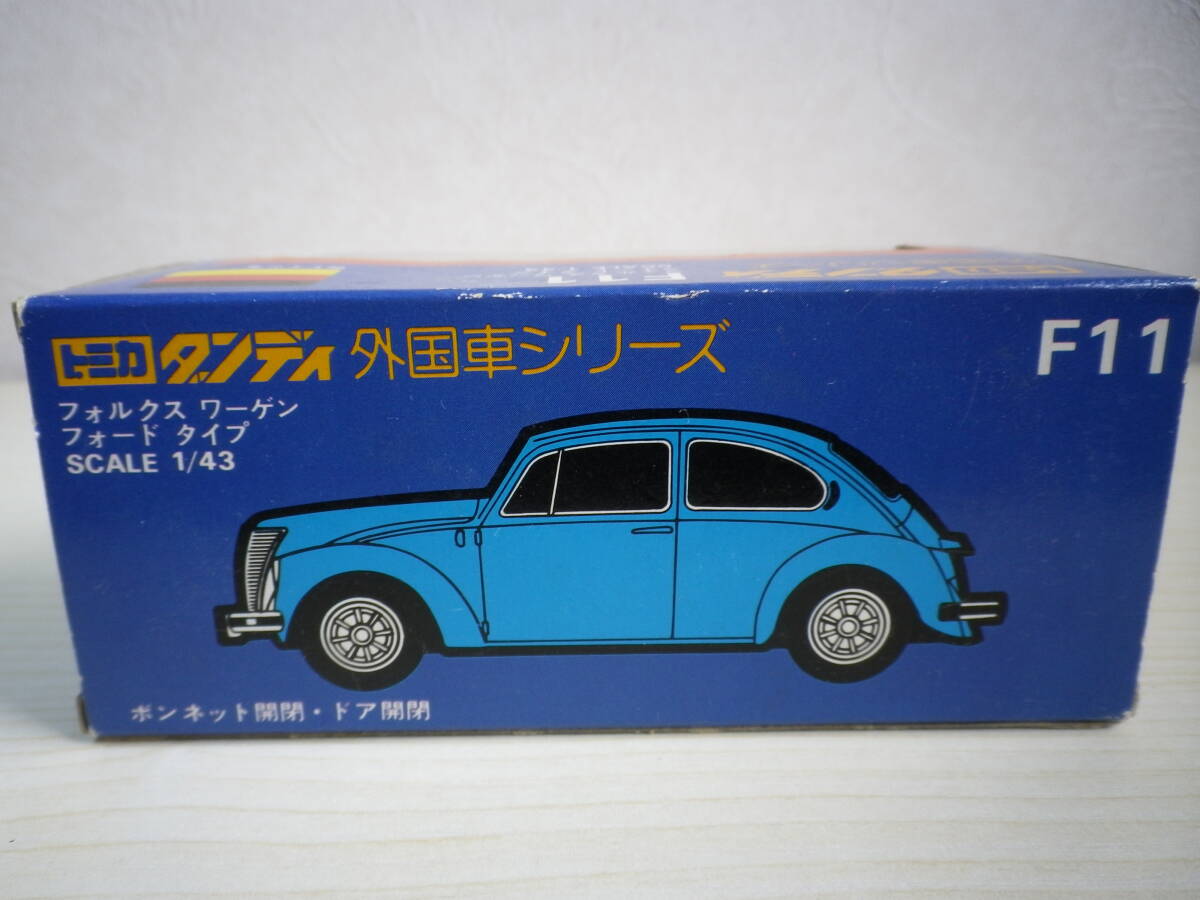 F11
トミカ ダンディ 外国車シリーズ F11
フォルクス ワーゲン
フォード タイプ
SCALE 1/43
ボンネット開閉・ドア開閉